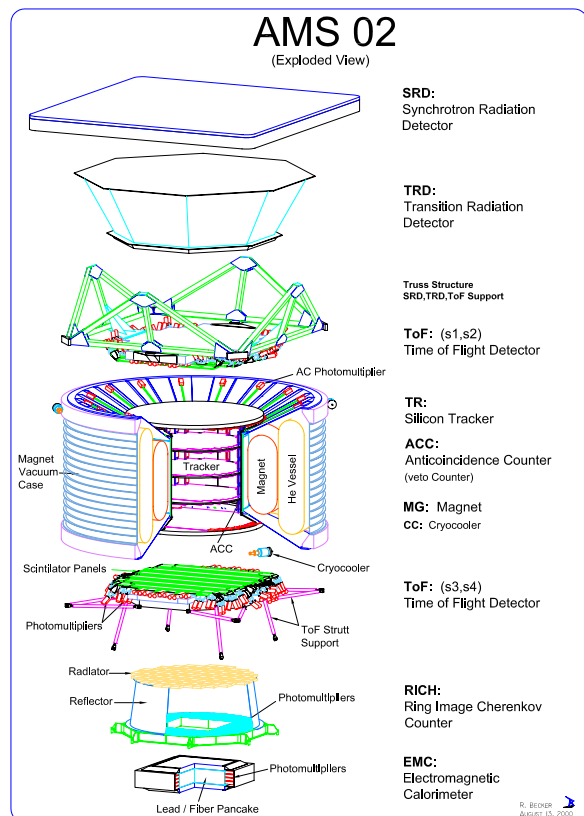 AMS 02
(Exploded View)
SRD:
Synchrotron Radiation
Detector
TRD:
Transition Radiation
Detector
Truss Structure
SRD,TRD,ToF Support
ToF: (s1,s2)
Time of Flight Detector
AC Photomultiplier
TR:
Silicon Tracker
ACC:
Anticoincidence Counter
(veto Counter)
MG: Magnet
CC: Cryocooler
Magnet
Vacuum
Case
Tracker
Magnet
He Vessel
ACC
Cryocooler
Scintilator Panels
Photomultipliers
ToF Strutt
Support
ToF: (s3,s4)
Time of Flight Detector
Radiator
Reflector
Photomultipliers
RICH:
Ring Image Cherenkov
Counter
Photomultipliers
Lead / Fiber Pancake
EMC:
Electromagnetic
Calorimeter
R. BECKER
AUGUST 13, 2000